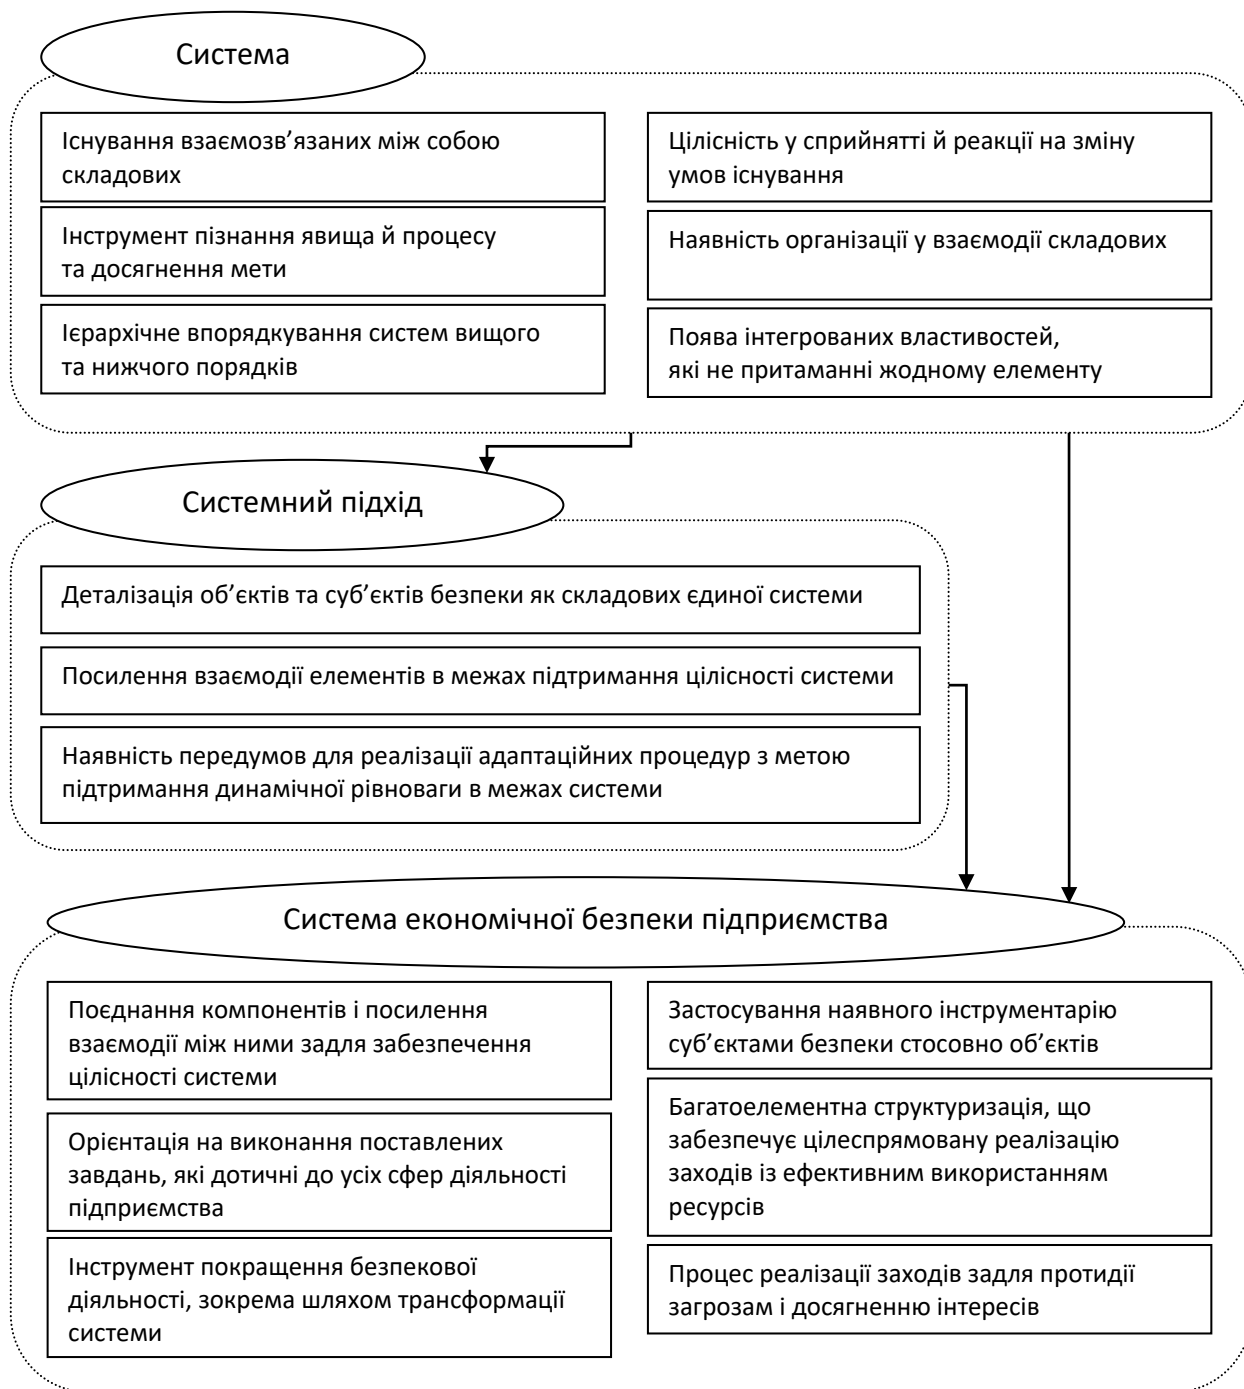 Система
Існування взаємозв’язаних між собою
складових
Інструмент пізнання явища й процесу
та досягнення мети
Ієрархічне впорядкування систем вищого
та нижчого порядків
Цілісність у сприйнятті й реакції на зміну
умов існування
Наявність організації у взаємодії складових
Поява інтегрованих властивостей,
які не притаманні жодному елементу
Системний підхід
Деталізація об’єктів та суб’єктів безпеки як складових єдиної системи
Посилення взаємодії елементів в межах підтримання цілісності системи
Наявність передумов для реалізації адаптаційних процедур з метою
підтримання динамічної рівноваги в межах системи
Система економічної безпеки підприємства
Поєднання компонентів і посилення
взаємодії між ними задля забезпечення
цілісності системи
Орієнтація на виконання поставлених
завдань, які дотичні до усіх сфер діяльності
підприємства
Інструмент покращення безпекової
діяльності, зокрема шляхом трансформації
системи
Застосування наявного інструментарію
суб’єктами безпеки стосовно об’єктів
Багатоелементна структуризація, що
забезпечує цілеспрямовану реалізацію
заходів із ефективним використанням
ресурсів
Процес реалізації заходів задля протидії
загрозам і досягненню інтересів